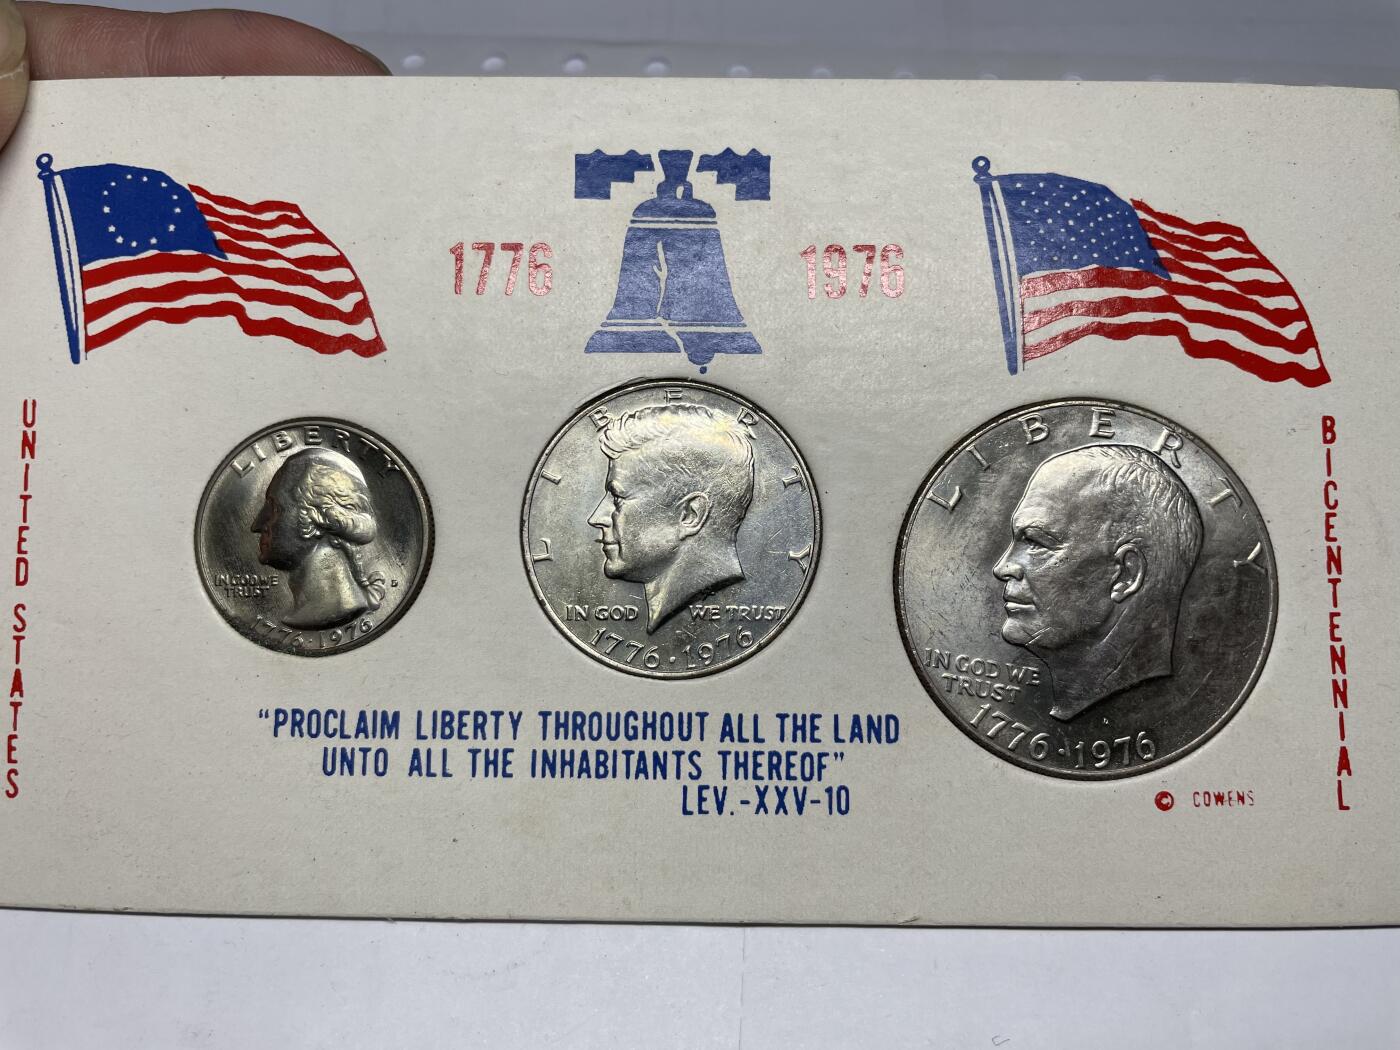 1776 1976
UNITED STATES
BICENTENNIAL
LIBERTY
IN GOD WE
TRUST
D
1776·1976
LIBERTY
IN GOD WE TRUST
1776·1976
LIBERTY
IN GOD WE
TRUST
D
1776·1976
"PROCLAIM LIBERTY THROUGHOUT ALL THE LAND
UNTO ALL THE INHABITANTS THEREOF"
LEV.-XXV-10
© COWENS